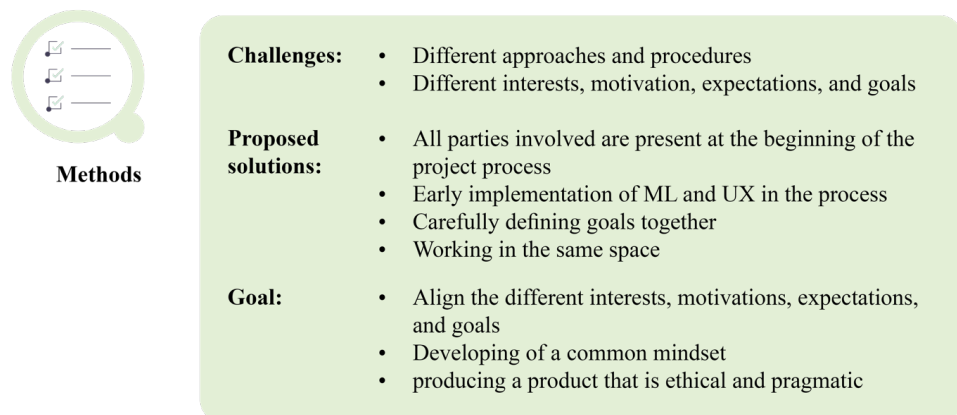 Methods
Challenges:
• Different approaches and procedures
• Different interests, motivation, expectations, and goals
Proposed
solutions:
• All parties involved are present at the beginning of the
project process
• Early implementation of ML and UX in the process
• Carefully defining goals together
• Working in the same space
Goal:
• Align the different interests, motivations, expectations,
and goals
• Developing of a common mindset
• producing a product that is ethical and pragmatic